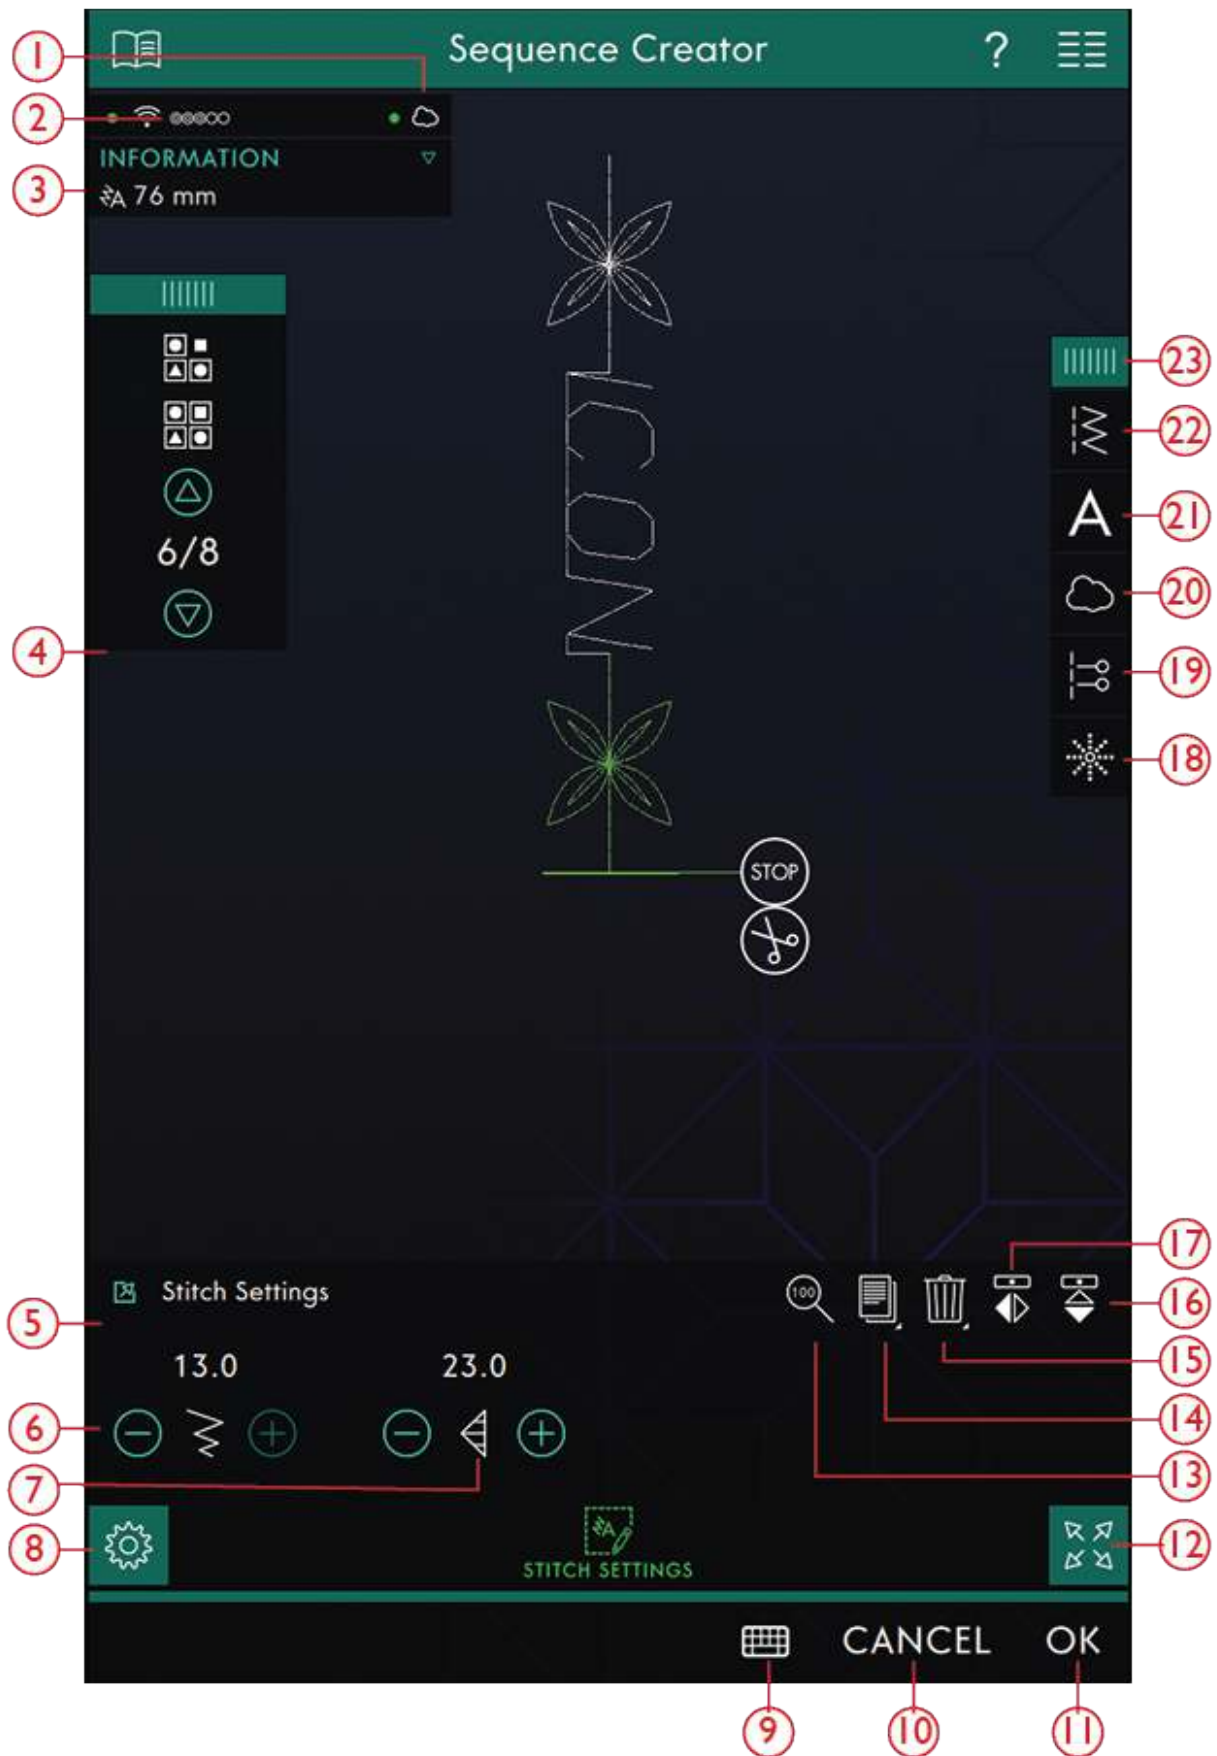 Sequence Creator ?
1
2
INFORMATION
3 A 76 mm
23
22
A 21
20
6/8
4
19
18
ICON
STOP
17
Stitch Settings 100 16
5
15
13.0 23.0
14
6
13
7
8 A 12
STITCH SETTINGS
CANCEL OK
9 10 11